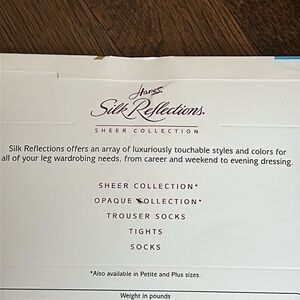 Hanes
Silk Reflections.
SHEER COLLECTION
Silk Reflections offers an array of luxuriously touchable styles and colors for
all of your leg wardrobing needs, from career and weekend to evening dressing.
SHEER COLLECTION*
OPAQUE COLLECTION*
TROUSER SOCKS
TIGHTS
SOCKS
*Also available in Petite and Plus sizes.
Weight in pounds